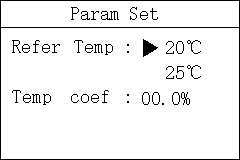 Param Set
Refer Temp : ▶ 20℃
25℃
Temp coef : 00.0%